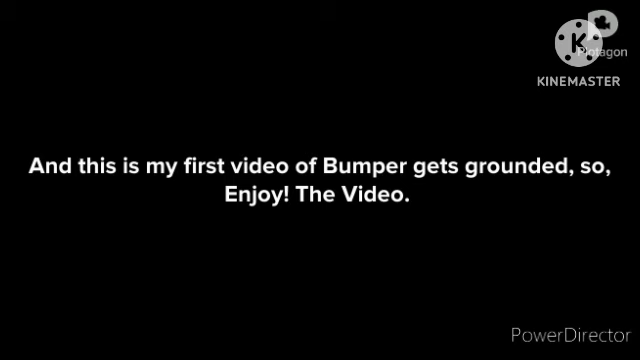 Plotagon
KINEMASTER
And this is my first video of Bumper gets grounded, so,
Enjoy! The Video.
PowerDirector